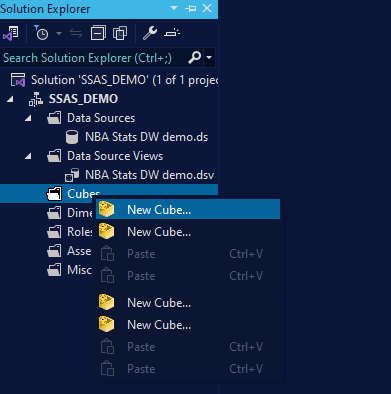 Solution Explorer
Search Solution Explorer (Ctrl+;)
Solution 'SSAS_DEMO' (1 of 1 projec
SSAS_DEMO
Data Sources
NBA Stats DW demo.ds
Data Source Views
NBA Stats DW demo.dsv
Cubes
New Cube...
Dime
Roles
New Cube...
Asse
Paste Ctrl+V
Misc
Paste Ctrl+V
New Cube...
New Cube...
Paste Ctrl+V
Paste Ctrl+V